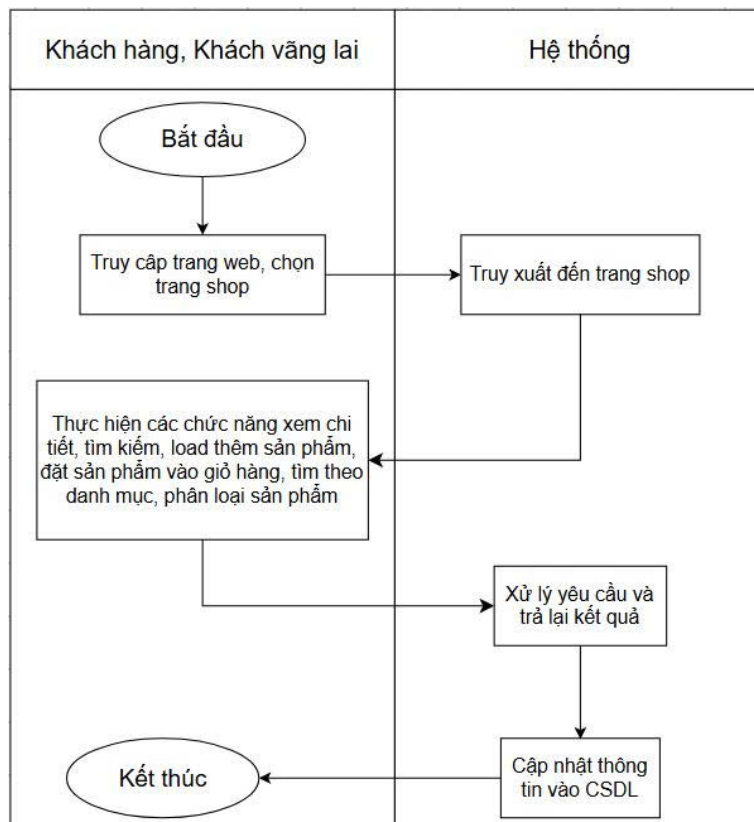 Khách hàng, Khách vãng lai
Hệ thống
Bắt đầu
Truy câp trang web, chọn
trang shop
Truy xuất đến trang shop
Thực hiện các chức năng xem chi
tiết, tìm kiếm, load thêm sản phẩm,
đặt sản phẩm vào giỏ hàng, tìm theo
danh mục, phân loại sản phẩm
Xử lý yêu cầu và
trả lại kết quả
Cập nhật thông
tin vào CSDL
Kết thúc